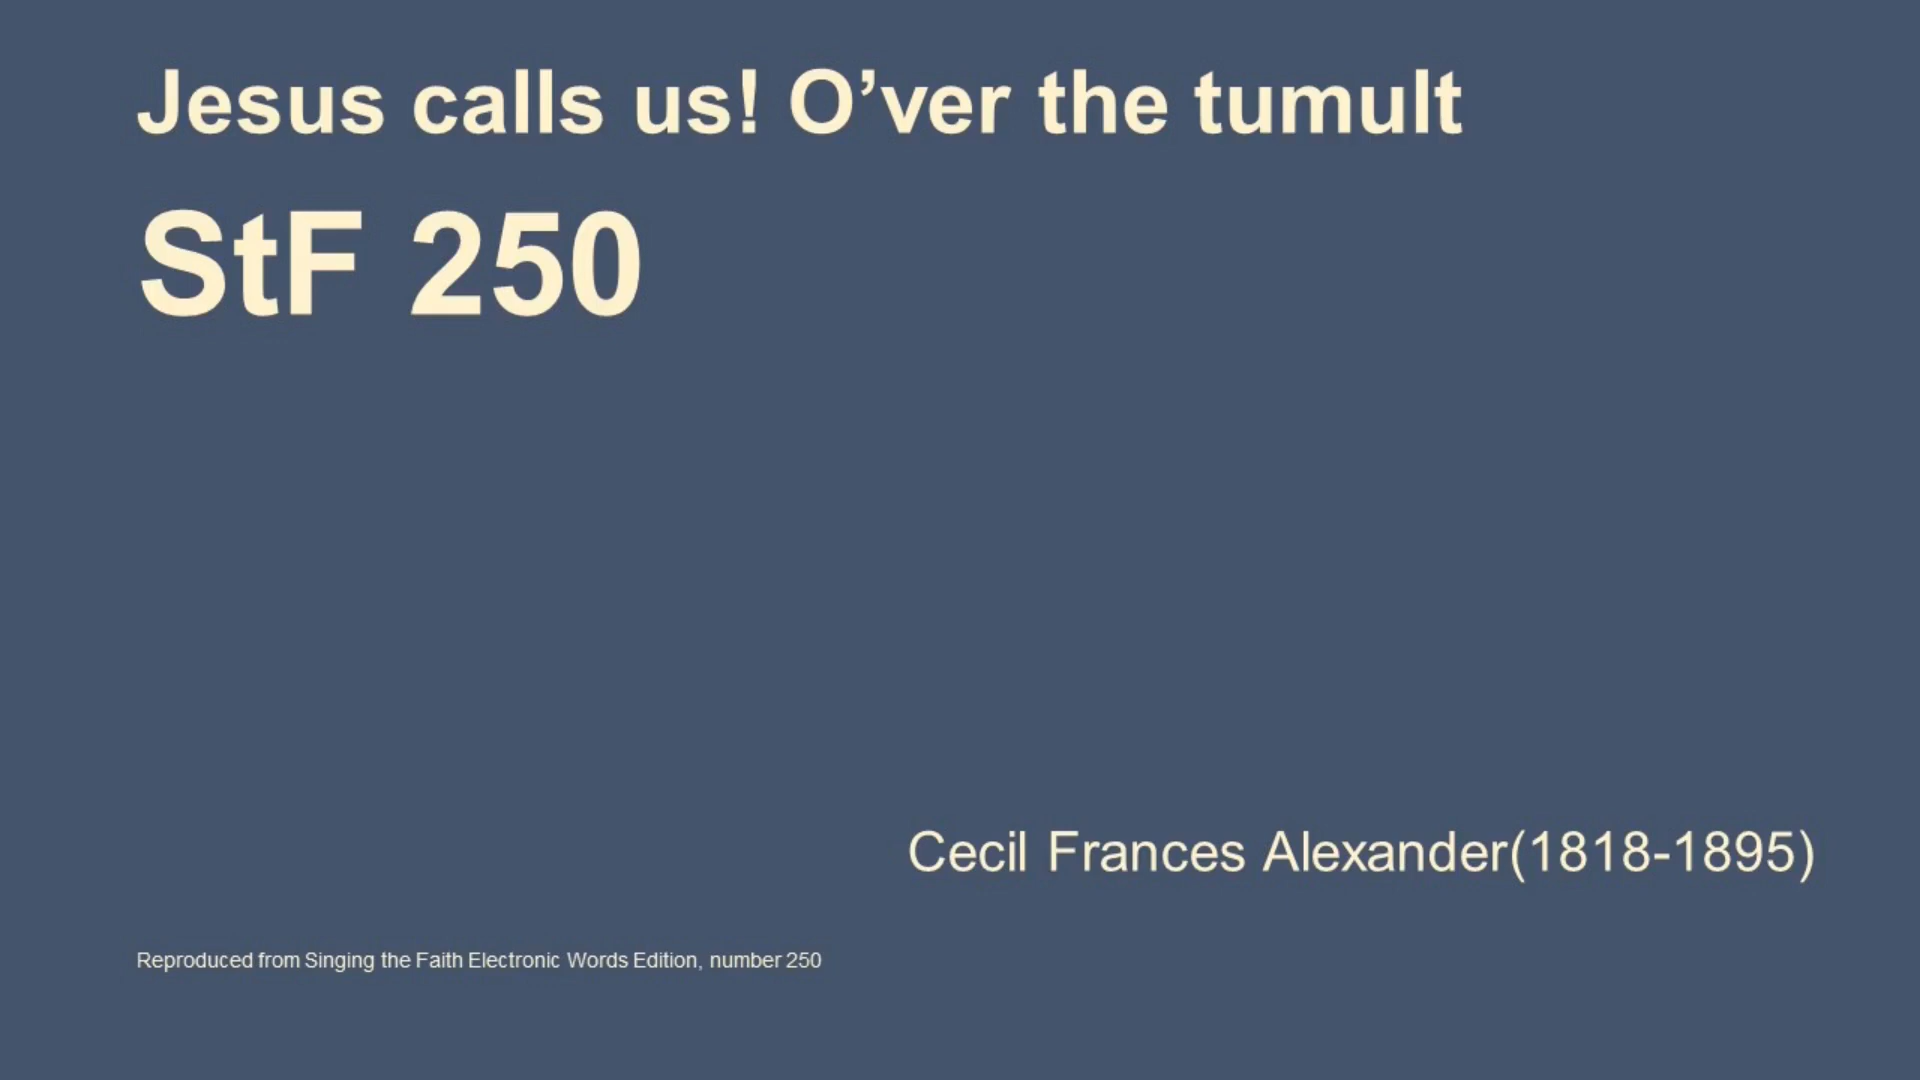 Jesus calls us! O’ver the tumult
StF 250
Cecil Frances Alexander(1818-1895)
Reproduced from Singing the Faith Electronic Words Edition, number 250